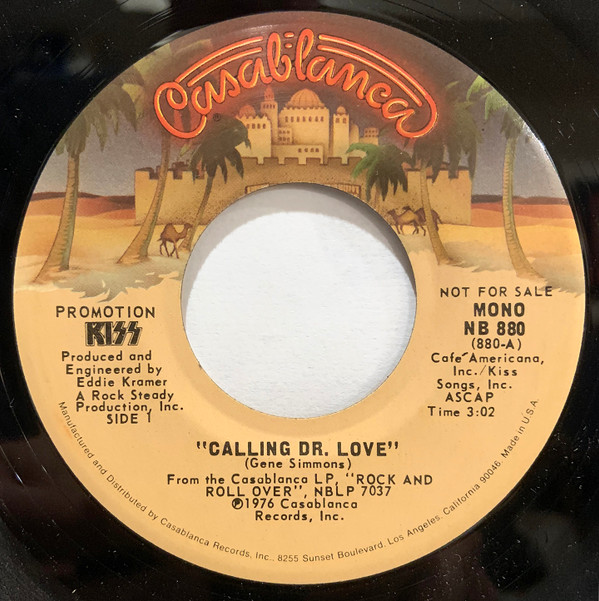 Casablanca
®
PROMOTION
KISS
Produced and
Engineered by
Eddie Kramer
A Rock Steady
Production, Inc.
SIDE 1
NOT FOR SALE
MONO
NB 880
(880-A)
Cafe Americana,
Inc./Kiss
Songs, Inc.
ASCAP
Time 3:02
"CALLING DR. LOVE"
(Gene Simmons)
From the Casablanca LP, "ROCK AND
ROLL OVER", NBLP 7037
℗1976 Casablanca
Records, Inc.
Manufactured and Distributed by Casablanca Records, Inc., 8255 Sunset Boulevard, Los Angeles, California 90046, Made in U.S.A.